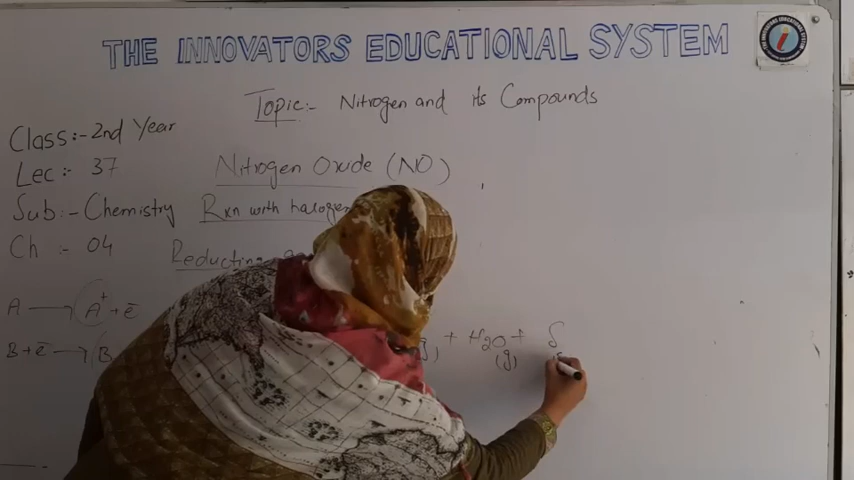 THE INNOVATORS EDUCATIONAL SYSTEM
Topic:- Nitrogen and its Compounds
Class:- 2nd Year
Lec:- 37
Nitrogen Oxide (NO)
Sub:- Chemistry
Rxn with halogen
Ch :- 04
Reducting
A → A⁺ + ē
B + ē → B
(g) + H₂O + S
(g)